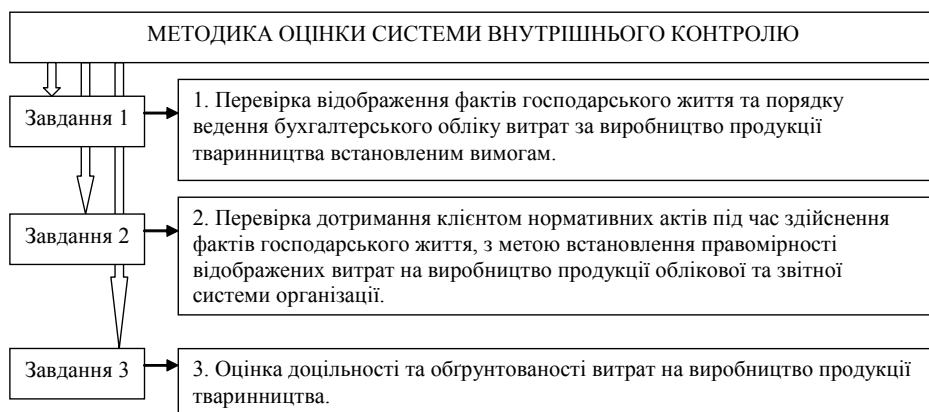 МЕТОДИКА ОЦІНКИ СИСТЕМИ ВНУТРІШНЬОГО КОНТРОЛЮ
Завдання 1
1. Перевірка відображення фактів господарського життя та порядку
ведення бухгалтерського обліку витрат за виробництво продукції
тваринництва встановленим вимогам.
Завдання 2
2. Перевірка дотримання клієнтом нормативних актів під час здійснення
фактів господарського життя, з метою встановлення правомірності
відображених витрат на виробництво продукції облікової та звітної
системи організації.
Завдання 3
3. Оцінка доцільності та обґрунтованості витрат на виробництво продукції
тваринництва.